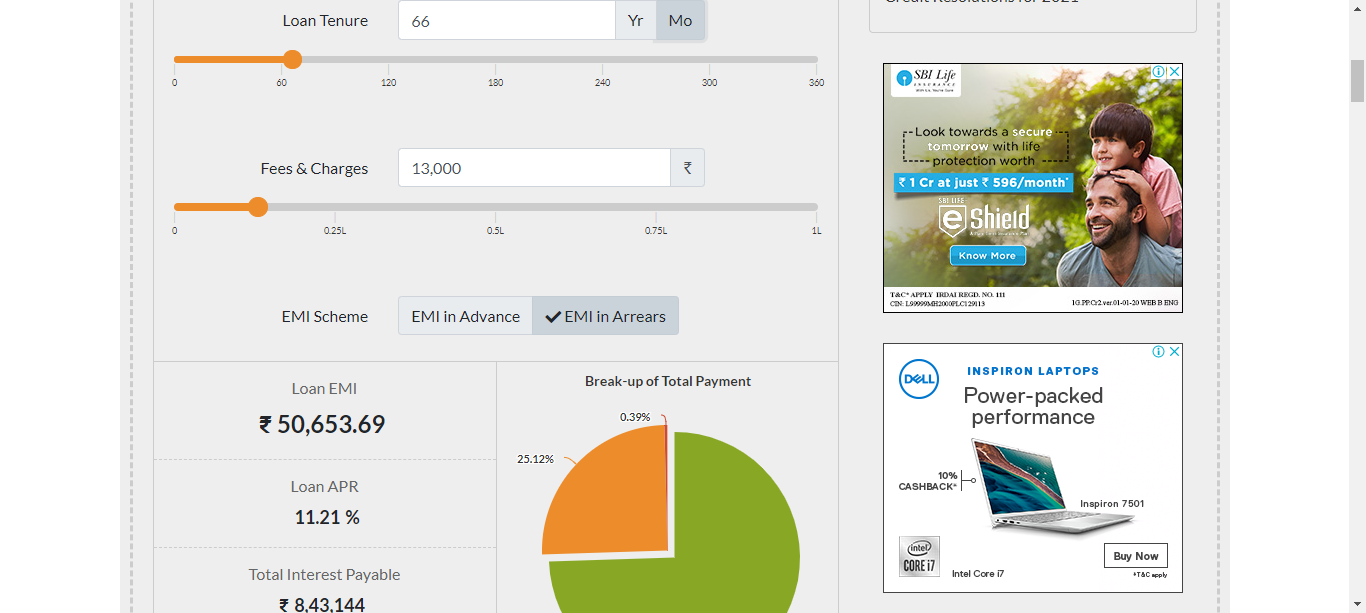 Loan Tenure
66
Yr
Mo
0 60 120 180 240 300 360
Fees & Charges
13,000
₹
0 0.25L 0.5L 0.75L 1L
EMI Scheme
EMI in Advance
EMI in Arrears
Loan EMI
₹ 50,653.69
Loan APR
11.21 %
Total Interest Payable
₹ 8,43,144
Break-up of Total Payment
0.39%
25.12%
SBI Life
INSURANCE
Look towards a secure
tomorrow with life
protection worth
₹ 1 Cr at just ₹ 596/month*
SBI LIFE
eShield
Know More
T&C* APPLY IRDAI REGD. NO. 111
CIN: L99999MH2000PLC129113
1G.PP.Cr2.ver.01-01-20 WEB B ENG
DELL
INSPIRON LAPTOPS
Power-packed
performance
10%
CASHBACK*
Inspiron 7501
intel
CORE i7
Intel Core i7
Buy Now
*T&C apply